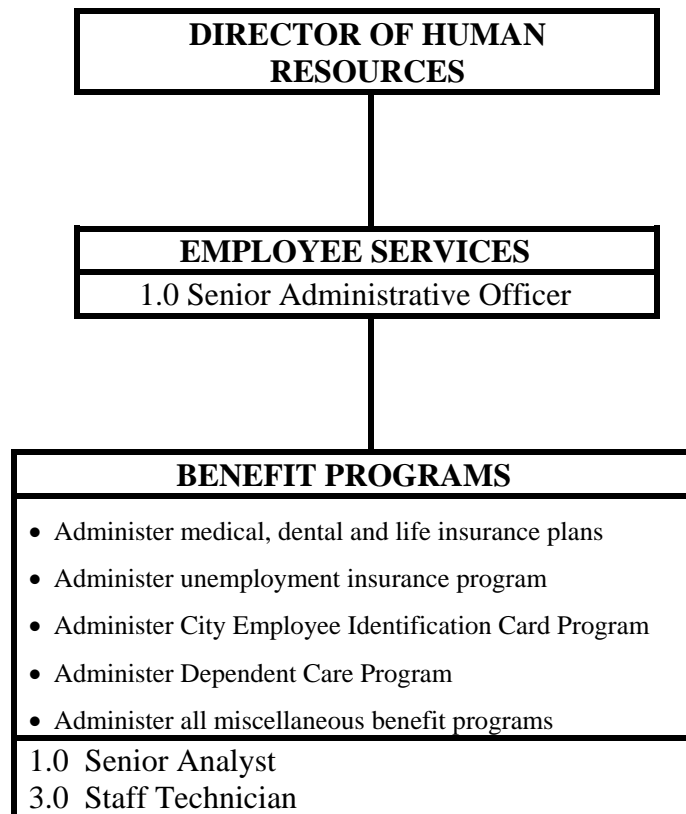 DIRECTOR OF HUMAN
RESOURCES
EMPLOYEE SERVICES
1.0 Senior Administrative Officer
BENEFIT PROGRAMS
• Administer medical, dental and life insurance plans
• Administer unemployment insurance program
• Administer City Employee Identification Card Program
• Administer Dependent Care Program
• Administer all miscellaneous benefit programs
1.0 Senior Analyst
3.0 Staff Technician